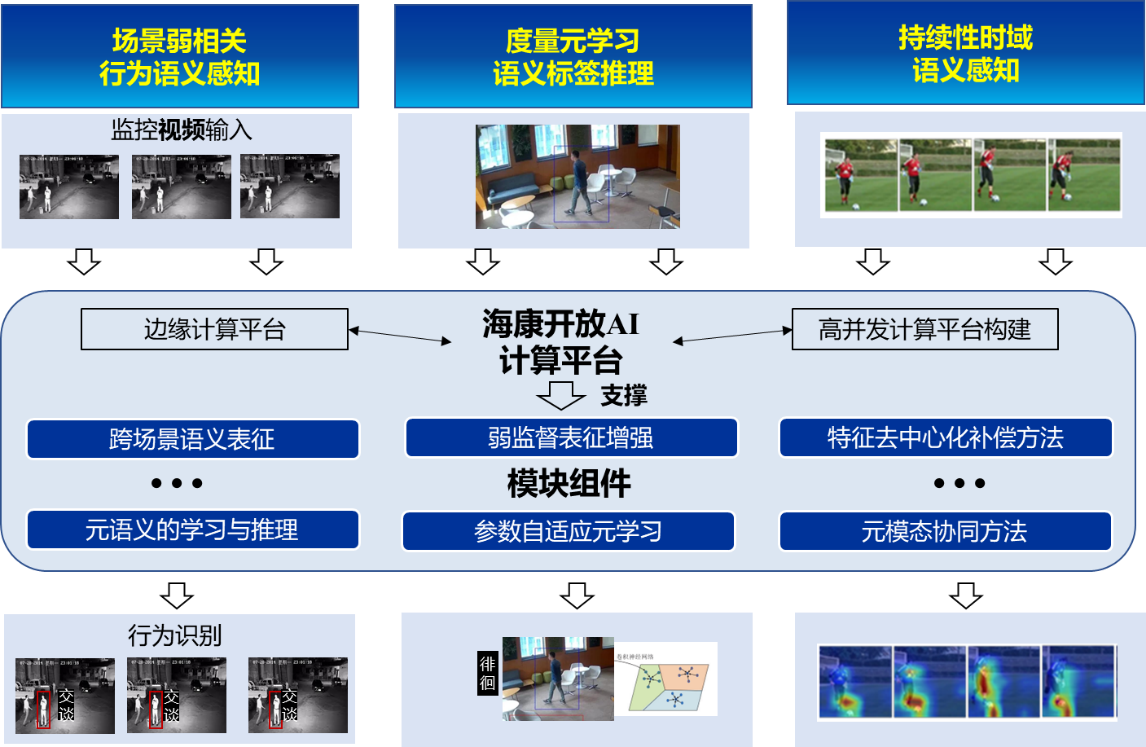 场景弱相关
行为语义感知
度量元学习
语义标签推理
持续性时域
语义感知
监控视频输入
边缘计算平台
海康开放AI
计算平台
高并发计算平台构建
支撑
跨场景语义表征
弱监督表征增强
特征去中心化补偿方法
模块组件
元语义的学习与推理
参数自适应元学习
元模态协同方法
行为识别
交谈
交谈
交谈
徘徊
卷积神经网络